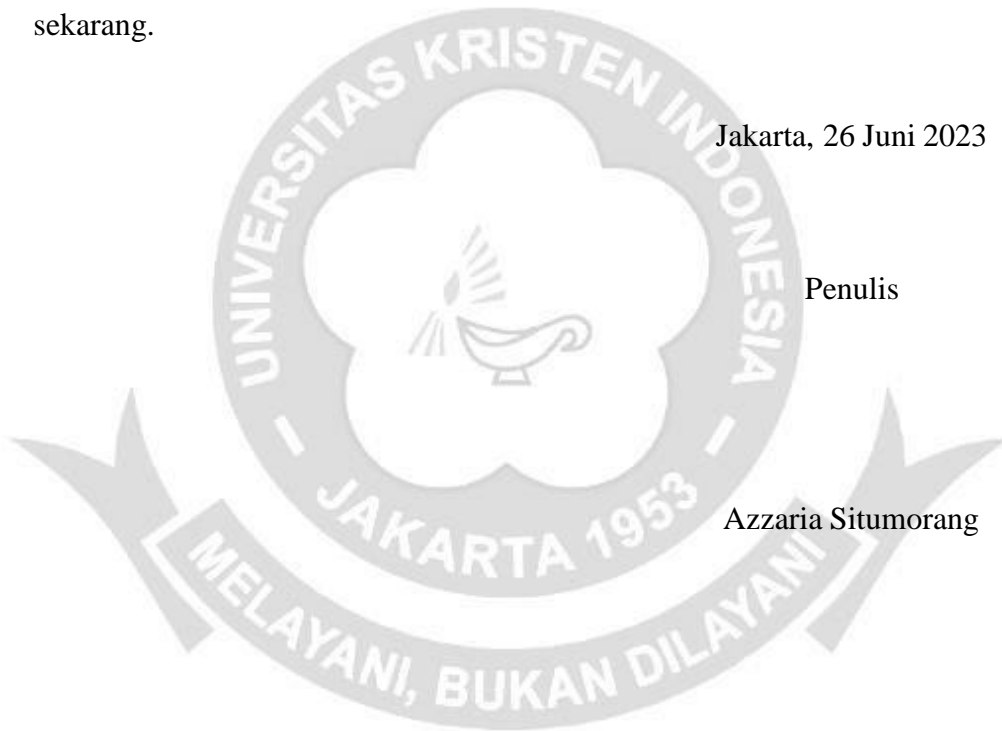 sekarang.
UNIVERSITAS KRISTEN INDONESIA
Jakarta, 26 Juni 2023
Penulis
Azzaria Situmorang
- JAKARTA 1953 -
MELAYANI, BUKAN DILAYANI